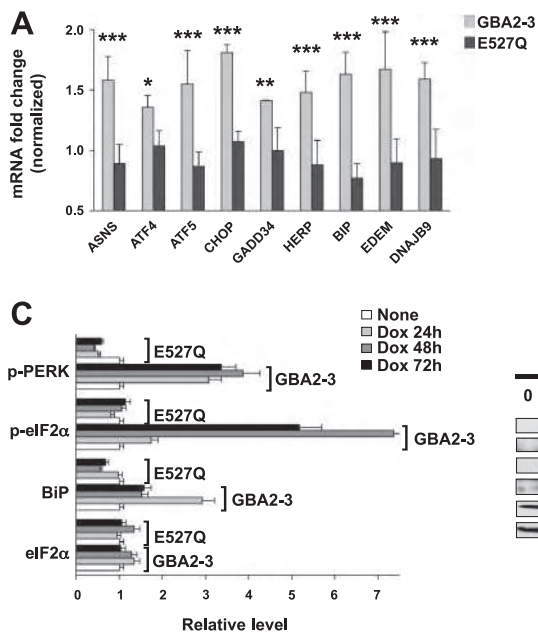 A
mRNA fold change
(normalized)
2.0
1.5
1.0
0.5
***
*
***
***
**
***
***
***
***
GBA2-3
E527Q
ASNS
ATF4
ATF5
CHOP
GADD34
HERP
BIP
EDEM
DNAJB9
C
None
Dox 24h
Dox 48h
Dox 72h
p-PERK
E527Q
GBA2-3
p-eIF2α
E527Q
GBA2-3
BiP
E527Q
GBA2-3
eIF2α
E527Q
GBA2-3
0 1 2 3 4 5 6 7
Relative level
0